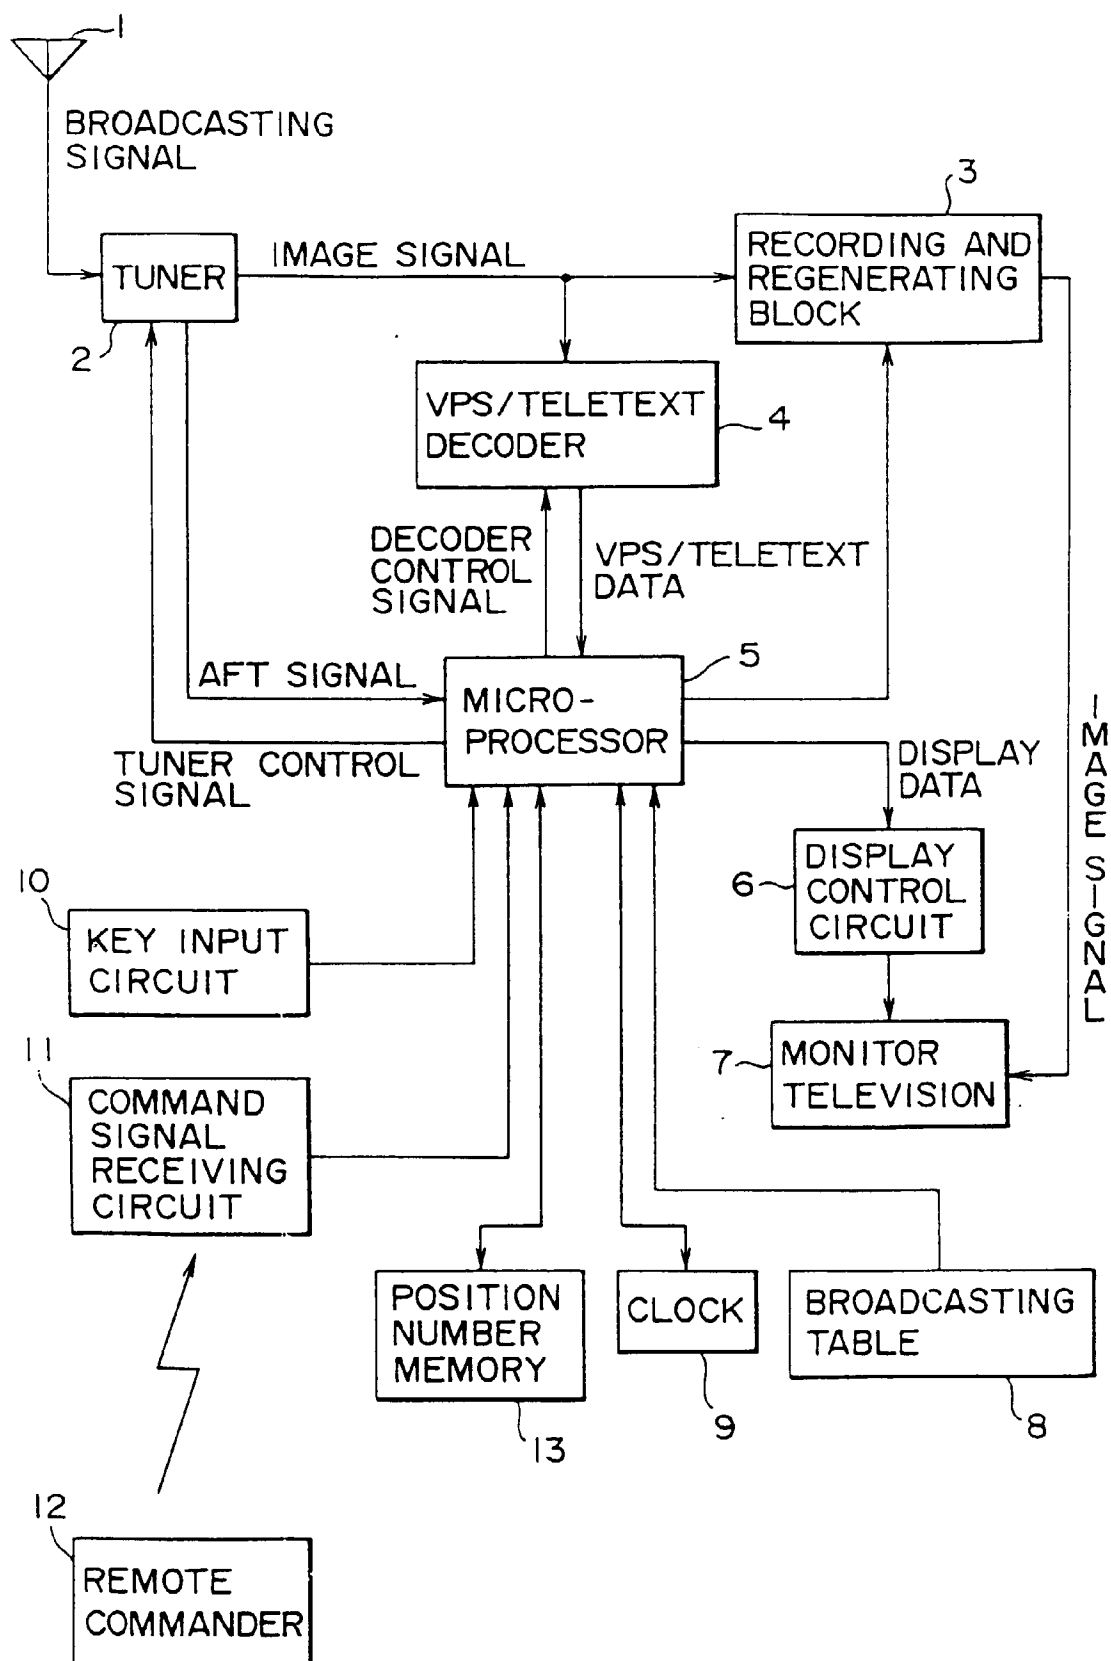 1
BROADCASTING
SIGNAL
3
TUNER
2
IMAGE SIGNAL
RECORDING AND
REGENERATING
BLOCK
VPS/TELETEXT
DECODER
4
DECODER
CONTROL
SIGNAL
VPS/TELETEXT
DATA
5
AFT SIGNAL
MICRO-
PROCESSOR
TUNER CONTROL
SIGNAL
DISPLAY
DATA
IMAGE SIGNAL
6
DISPLAY
CONTROL
CIRCUIT
10
KEY INPUT
CIRCUIT
7
MONITOR
TELEVISION
11
COMMAND
SIGNAL
RECEIVING
CIRCUIT
POSITION
NUMBER
MEMORY
13
CLOCK
9
BROADCASTING
TABLE
8
12
REMOTE
COMMANDER